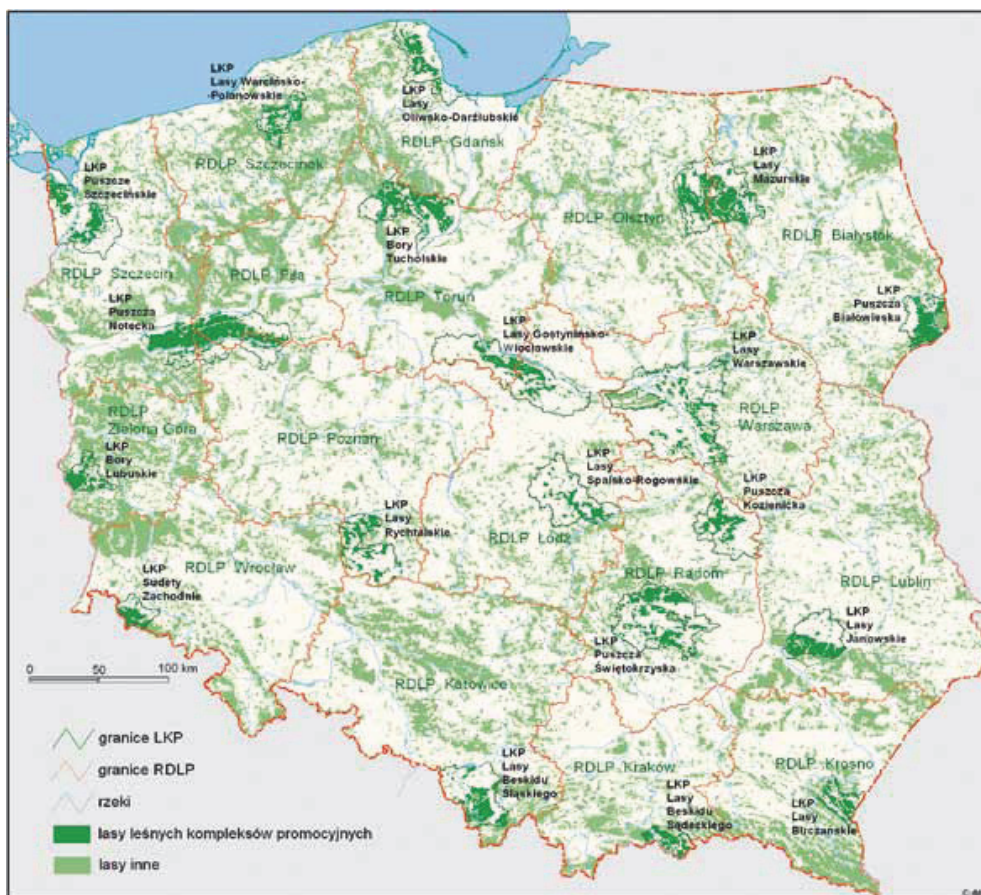 LKP
Lasy Warcińsko-
-Polanowskie
LKP
Lasy
Oliwsko-Darżlubskie
RDLP Gdańsk
RDLP Szczecinek
LKP
Puszcze
Szczecińskie
LKP
Lasy
Mazurskie
RDLP Olsztyn
RDLP Białystok
LKP
Bory
Tucholskie
RDLP Szczecin
RDLP Piła
RDLP Toruń
LKP
Puszcza
Białowieska
LKP
Puszcza
Notecka
LKP
Lasy Gostynińsko-
Włocławskie
LKP
Lasy
Warszawskie
RDLP
Zielona Góra
RDLP Poznań
RDLP
Warszawa
LKP
Bory
Lubuskie
LKP
Lasy
Spalsko-Rogowskie
LKP
Puszcza
Kozienicka
LKP
Lasy
Rychtalskie
RDLP Łódź
RDLP Wrocław
RDLP Radom
RDLP Lublin
LKP
Sudety
Zachodnie
LKP
Lasy
Janowskie
LKP
Puszcza
Świętokrzyska
0 50 100 km
RDLP Katowice
granice LKP
granice RDLP
rzeki
lasy leśnych kompleksów promocyjnych
lasy inne
LKP
Lasy
Beskidu
Śląskiego
RDLP Kraków
LKP
Lasy
Beskidu
Sądeckiego
RDLP Krosno
LKP
Lasy
Birczańskie